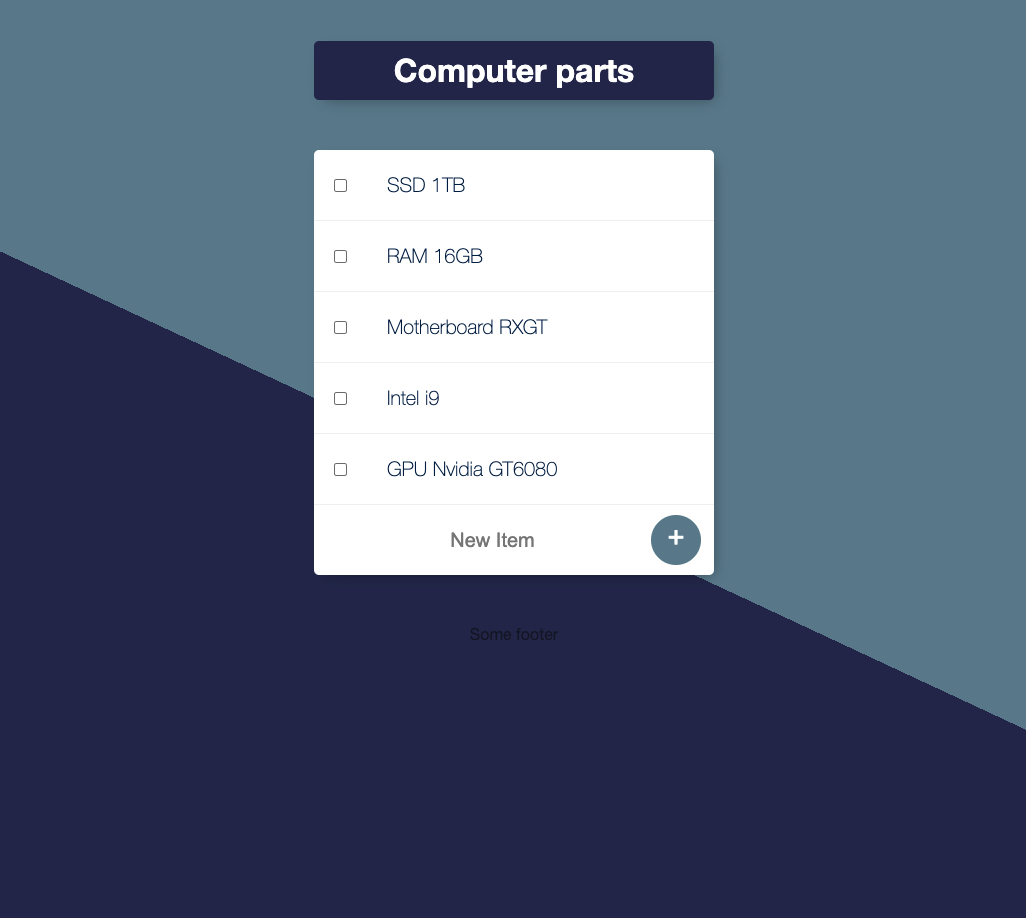 Computer parts
SSD 1TB
RAM 16GB
Motherboard RXGT
Intel i9
GPU Nvidia GT6080
New Item +
Some footer